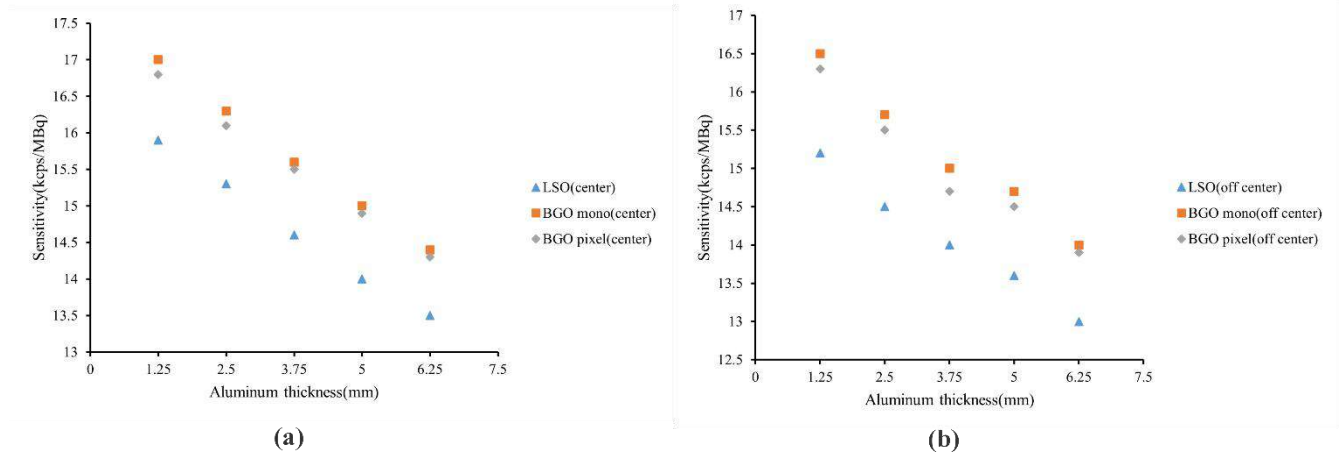 17.5
17
16.5
16
15.5
15
14.5
14
13.5
13
0
1.25
2.5
3.75
5
6.25
7.5
Sensitivity(kcps/MBq)
Aluminum thickness(mm)
LSO(center)
BGO mono(center)
BGO pixel(center)
(a)
17
16.5
16
15.5
15
14.5
14
13.5
13
12.5
0
1.25
2.5
3.75
5
6.25
7.5
Sensitivity(kcps/MBq)
Aluminum thickness(mm)
LSO(off center)
BGO mono(off center)
BGO pixel(off center)
(b)